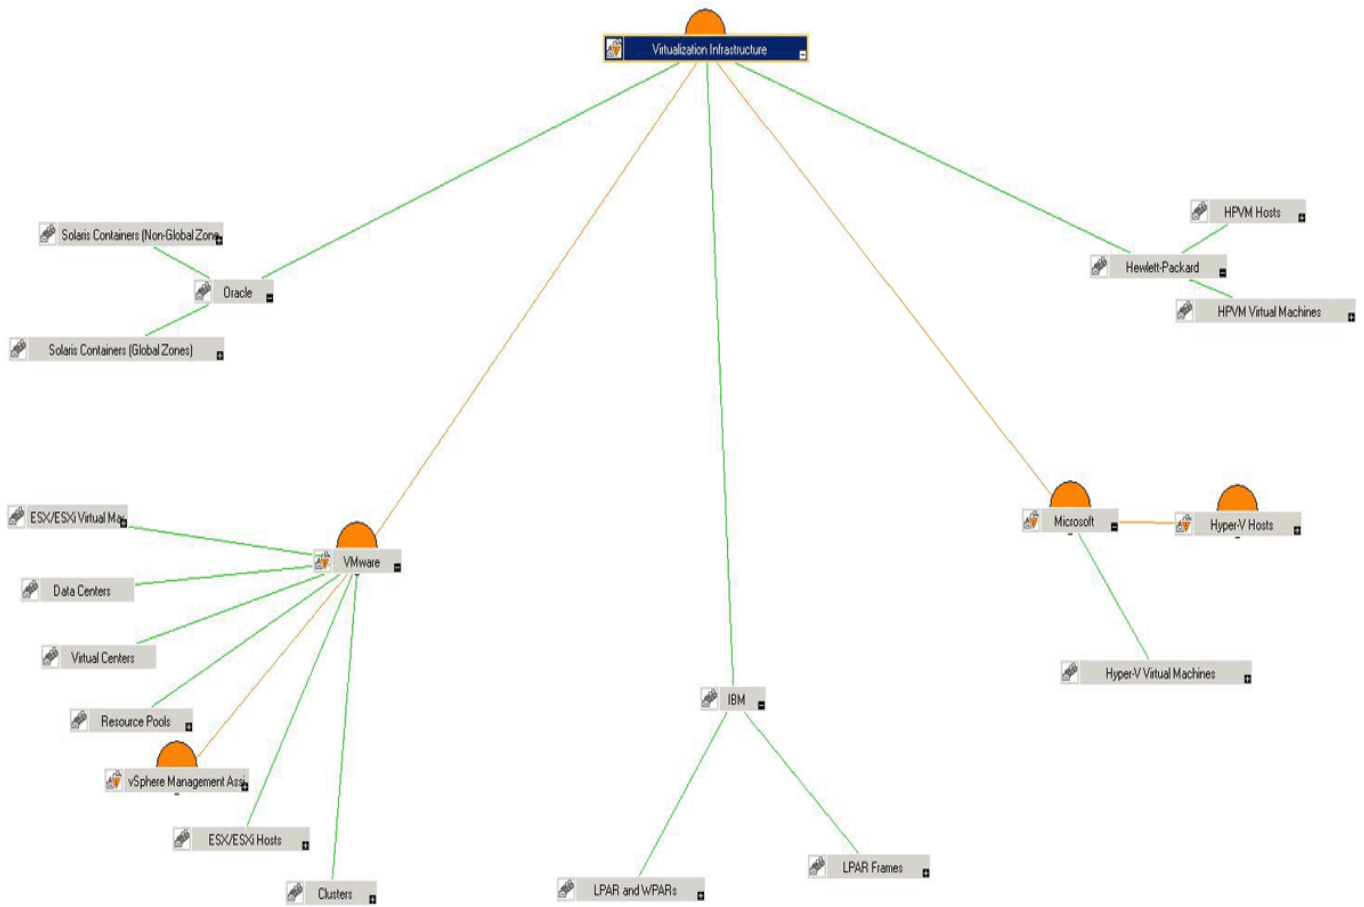 Virtualization Infrastructure
HPVM Hosts
Solaris Containers (Non-Global Zone
Hewlett-Packard
Oracle
HPVM Virtual Machines
Solaris Containers (Global Zones)
ESX/ESXi Virtual Ma
Microsoft
Hyper-V Hosts
VMware
Data Centers
Virtual Centers
Hyper-V Virtual Machines
IBM
Resource Pools
vSphere Management Assi
ESX/ESXi Hosts
LPAR Frames
LPAR and WPARs
Clusters